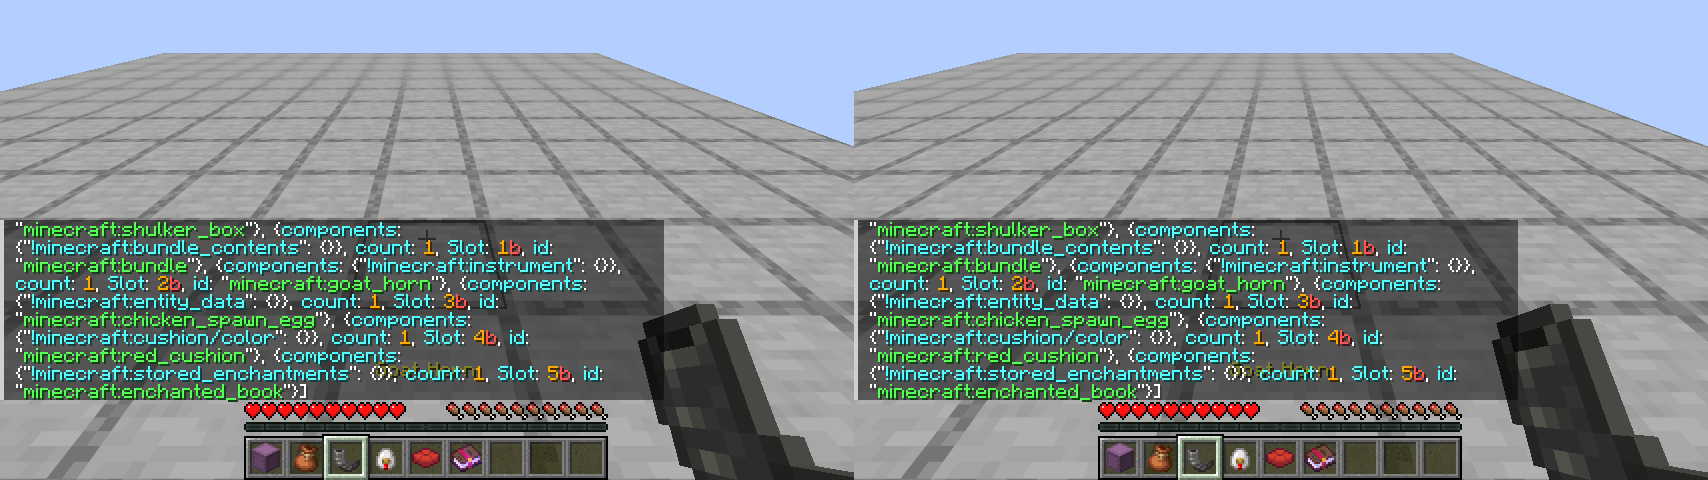 "minecraft:shulker_box"}, {components:
{"!minecraft:bundle_contents": {}}, count: 1, Slot: 1b, id:
"minecraft:bundle"}, {components: {"!minecraft:instrument": {}},
count: 1, Slot: 2b, id: "minecraft:goat_horn"}, {components:
{"!minecraft:entity_data": {}}, count: 1, Slot: 3b, id:
"minecraft:chicken_spawn_egg"}, {components:
{"!minecraft:cushion/color": {}}, count: 1, Slot: 4b, id:
"minecraft:red_cushion"}, {components:
{"!minecraft:stored_enchantments": {}}, count: 1, Slot: 5b, id:
"minecraft:enchanted_book"}]
Goat Horn
"minecraft:shulker_box"}, {components:
{"!minecraft:bundle_contents": {}}, count: 1, Slot: 1b, id:
"minecraft:bundle"}, {components: {"!minecraft:instrument": {}},
count: 1, Slot: 2b, id: "minecraft:goat_horn"}, {components:
{"!minecraft:entity_data": {}}, count: 1, Slot: 3b, id:
"minecraft:chicken_spawn_egg"}, {components:
{"!minecraft:cushion/color": {}}, count: 1, Slot: 4b, id:
"minecraft:red_cushion"}, {components:
{"!minecraft:stored_enchantments": {}}, count: 1, Slot: 5b, id:
"minecraft:enchanted_book"}]
Goat Horn